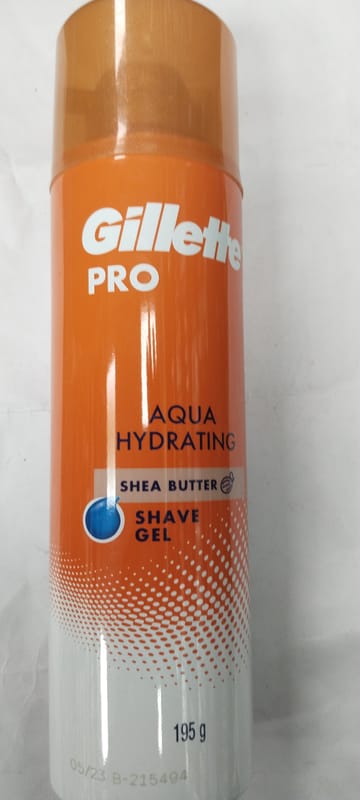 Gillette
PRO
AQUA
HYDRATING
SHEA BUTTER
SHAVE
GEL
195 g
05/23 B-215494